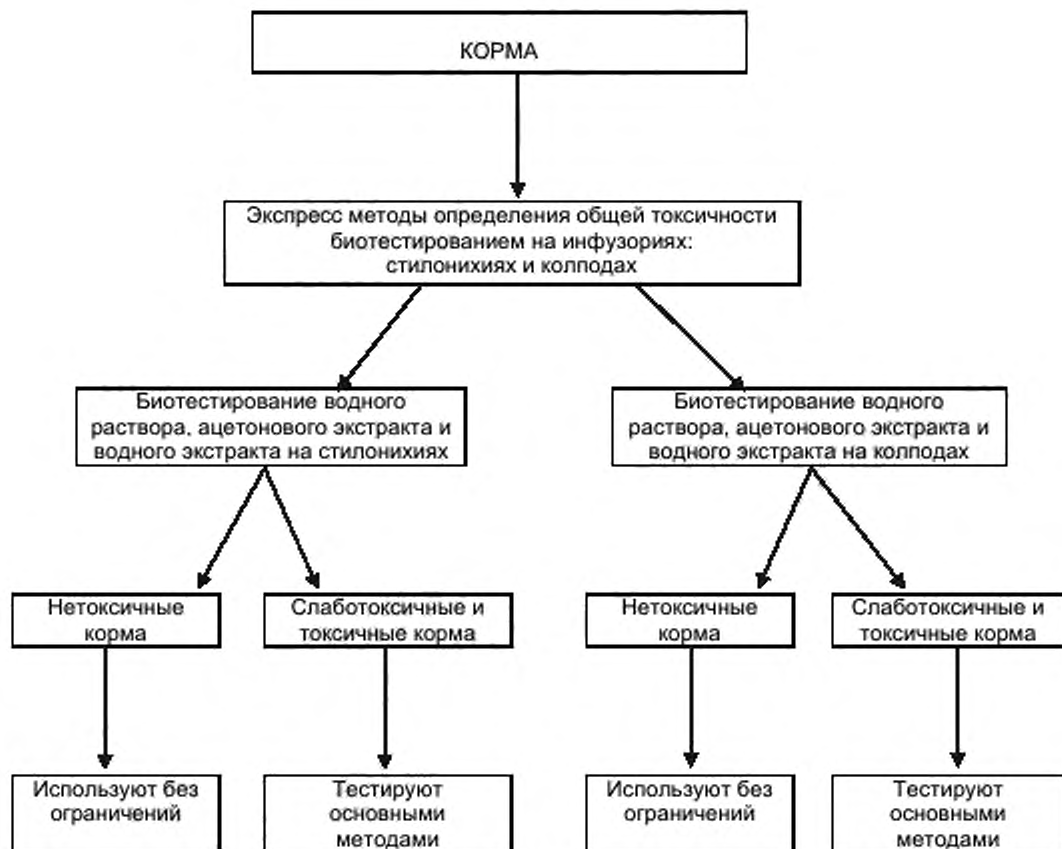 КОРМА
Экспресс методы определения общей токсичности
биотестированием на инфузориях:
стилонихиях и колподах
Биотестирование водного
раствора, ацетонового экстракта и
водного экстракта на стилонихиях
Биотестирование водного
раствора, ацетонового экстракта и
водного экстракта на колподах
Нетоксичные
корма
Слаботоксичные и
токсичные корма
Нетоксичные
корма
Слаботоксичные и
токсичные корма
Используют без
ограничений
Тестируют
основными
методами
Используют без
ограничений
Тестируют
основными
методами